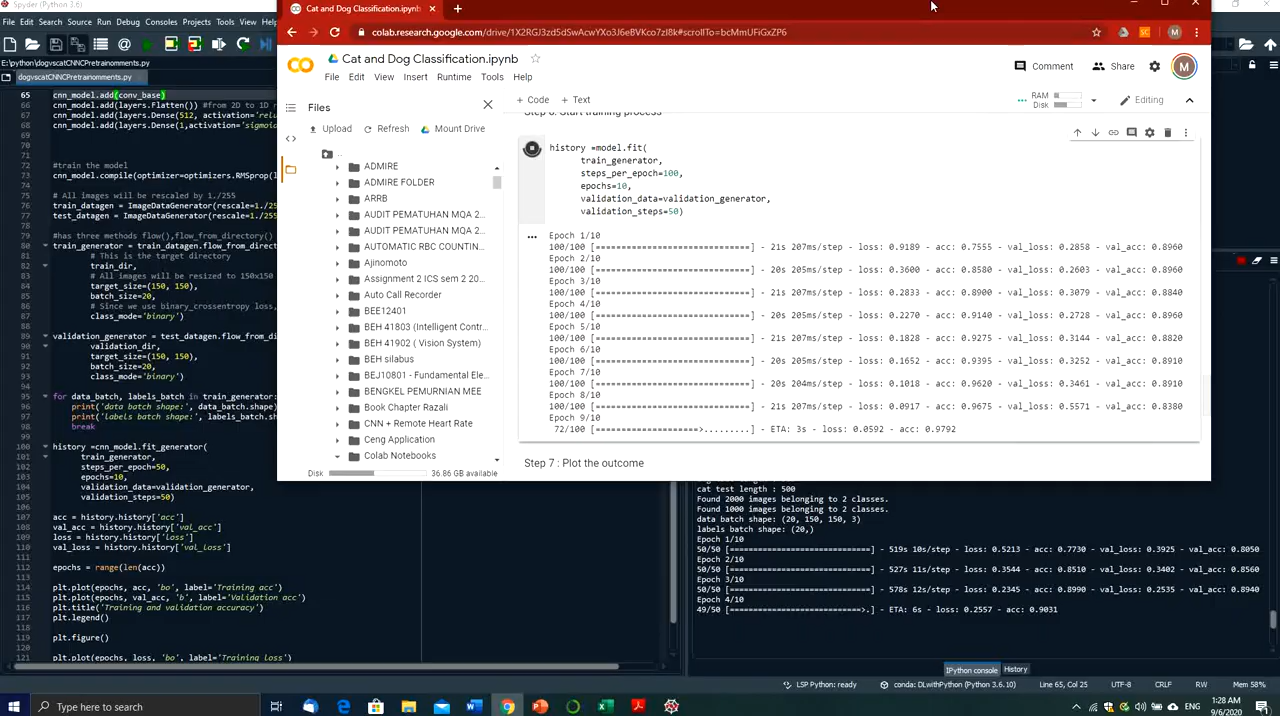 Spyder (Python 3.6)
File Edit Search Source Run Debug Consoles Projects Tools View
E:\python\dogvscatCNNCPretrainomments.py
dogvscatCNNCPretrainomments.py
65 cnn_model.add(conv_base)
cnn_model.add(layers.Flatten()) #from 2D to 1D
cnn_model.add(layers.Dense(512, activation='relu
cnn_model.add(layers.Dense(1,activation='sigmoi
#train the model
cnn_model.compile(optimizer=optimizers.RMSprop(l
# All images will be rescaled by 1./255
train_datagen = ImageDataGenerator(rescale=1./25
test_datagen = ImageDataGenerator(rescale=1./255
#has three methods flow(),flow_from_directory()
train_generator = train_datagen.flow_from_direct
# This is the target directory
train_dir,
# All images will be resized to 150x150
target_size=(150, 150),
batch_size=20,
# Since we use binary_crossentropy loss,
class_mode='binary')
validation_generator = test_datagen.flow_from_di
validation_dir,
target_size=(150, 150),
batch_size=20,
class_mode='binary')
for data_batch, labels_batch in train_generator:
print('data batch shape:', data_batch.shape)
print('labels batch shape:', labels_batch.sh
break
history =cnn_model.fit_generator(
train_generator,
steps_per_epoch=50,
epochs=10,
validation_data=validation_generator,
validation_steps=50)
acc = history.history['acc']
val_acc = history.history['val_acc']
loss = history.history['loss']
val_loss = history.history['val_loss']
epochs = range(len(acc))
plt.plot(epochs, acc, 'bo', label='Training acc')
plt.plot(epochs, val_acc, 'b', label='Validation acc')
plt.title('Training and validation accuracy')
plt.legend()
plt.figure()
plt.plot(epochs, loss, 'bo', label='Training loss')
Cat and Dog Classification.ipynb
colab.research.google.com/drive/1X2RGJ3zd5dSwAcwYXo3J6eBVKco7zI8k#scrollTo=bcMmUFiGxZP6
Cat and Dog Classification.ipynb
File Edit View Insert Runtime Tools Help
Comment Share M
Files
+ Code + Text
RAM
Disk
Editing
Upload Refresh Mount Drive
..
ADMIRE
ADMIRE FOLDER
ARRB
AUDIT PEMATUHAN MQA 2...
AUDIT PEMATUHAN MQA 2...
AUTOMATIC RBC COUNTIN...
Ajinomoto
Assignment 2 ICS sem 2 20...
Auto Call Recorder
BEE12401
BEH 41803 (Intelligent Contr...
BEH 41902 ( Vision System)
BEH silabus
BEJ10801 - Fundamental Ele...
BENGKEL PEMURNIAN MEE
Book Chapter Razali
CNN + Remote Heart Rate
Ceng Application
Colab Notebooks
Disk 36.86 GB available
Step 6: Start training process
history =model.fit(
train_generator,
steps_per_epoch=100,
epochs=10,
validation_data=validation_generator,
validation_steps=50)
Epoch 1/10
100/100 [==============================] - 21s 207ms/step - loss: 0.9189 - acc: 0.7555 - val_loss: 0.2858 - val_acc: 0.8960
Epoch 2/10
100/100 [==============================] - 20s 205ms/step - loss: 0.3600 - acc: 0.8580 - val_loss: 0.2603 - val_acc: 0.8960
Epoch 3/10
100/100 [==============================] - 21s 207ms/step - loss: 0.2833 - acc: 0.8900 - val_loss: 0.3079 - val_acc: 0.8840
Epoch 4/10
100/100 [==============================] - 20s 205ms/step - loss: 0.2270 - acc: 0.9140 - val_loss: 0.2728 - val_acc: 0.8960
Epoch 5/10
100/100 [==============================] - 21s 207ms/step - loss: 0.1828 - acc: 0.9275 - val_loss: 0.3144 - val_acc: 0.8820
Epoch 6/10
100/100 [==============================] - 20s 205ms/step - loss: 0.1652 - acc: 0.9395 - val_loss: 0.3252 - val_acc: 0.8910
Epoch 7/10
100/100 [==============================] - 20s 204ms/step - loss: 0.1018 - acc: 0.9620 - val_loss: 0.3461 - val_acc: 0.8910
Epoch 8/10
100/100 [==============================] - 21s 207ms/step - loss: 0.0917 - acc: 0.9675 - val_loss: 0.5571 - val_acc: 0.8380
Epoch 9/10
72/100 [====================>.........] - ETA: 3s - loss: 0.0592 - acc: 0.9792
Step 7 : Plot the outcome
cat test length : 500
Found 2000 images belonging to 2 classes.
Found 1000 images belonging to 2 classes.
data batch shape: (20, 150, 150, 3)
labels batch shape: (20,)
Epoch 1/10
50/50 [==============================] - 519s 10s/step - loss: 0.5213 - acc: 0.7730 - val_loss: 0.3925 - val_acc: 0.8050
Epoch 2/10
50/50 [==============================] - 527s 11s/step - loss: 0.3544 - acc: 0.8510 - val_loss: 0.3402 - val_acc: 0.8560
Epoch 3/10
50/50 [==============================] - 578s 12s/step - loss: 0.2345 - acc: 0.8990 - val_loss: 0.2535 - val_acc: 0.8940
Epoch 4/10
49/50 [============================>.] - ETA: 6s - loss: 0.2557 - acc: 0.9031
IPython console History
LSP Python: ready conda: DLwithPython (Python 3.6.10) Line 65, Col 25 UTF-8 CRLF RW Mem 58%
Type here to search
1:28 AM
9/6/2020